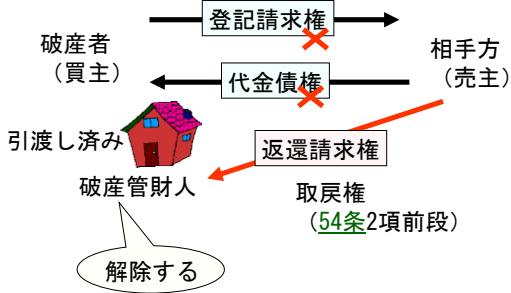 登記請求権
破産者
（買主）
相手方
（売主）
代金債権
引渡し済み
返還請求権
破産管財人
取戻権
（54条2項前段）
解除する